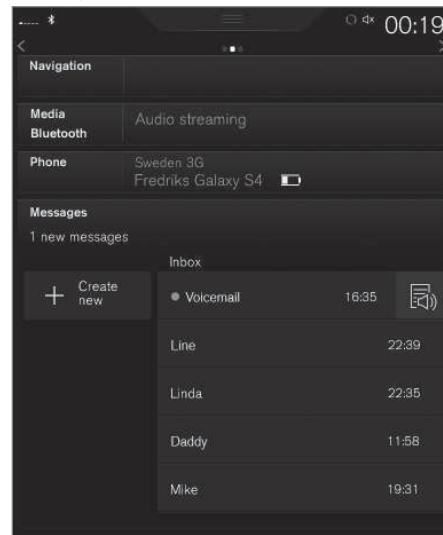 00:19
Navigation
Media
Bluetooth
Audio streaming
Phone
Sweden 3G
Fredriks Galaxy S4
Messages
1 new messages
Inbox
+ Create
new
Voicemail 16:35
Line 22:39
Linda 22:35
Daddy 11:58
Mike 19:31